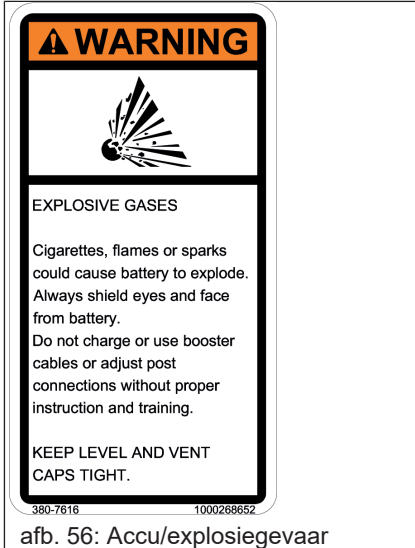 WARNING
EXPLOSIVE GASES
Cigarettes, flames or sparks
could cause battery to explode.
Always shield eyes and face
from battery.
Do not charge or use booster
cables or adjust post
connections without proper
instruction and training.
KEEP LEVEL AND VENT
CAPS TIGHT.
380-7616 1000268652
afb. 56: Accu/explosiegevaar